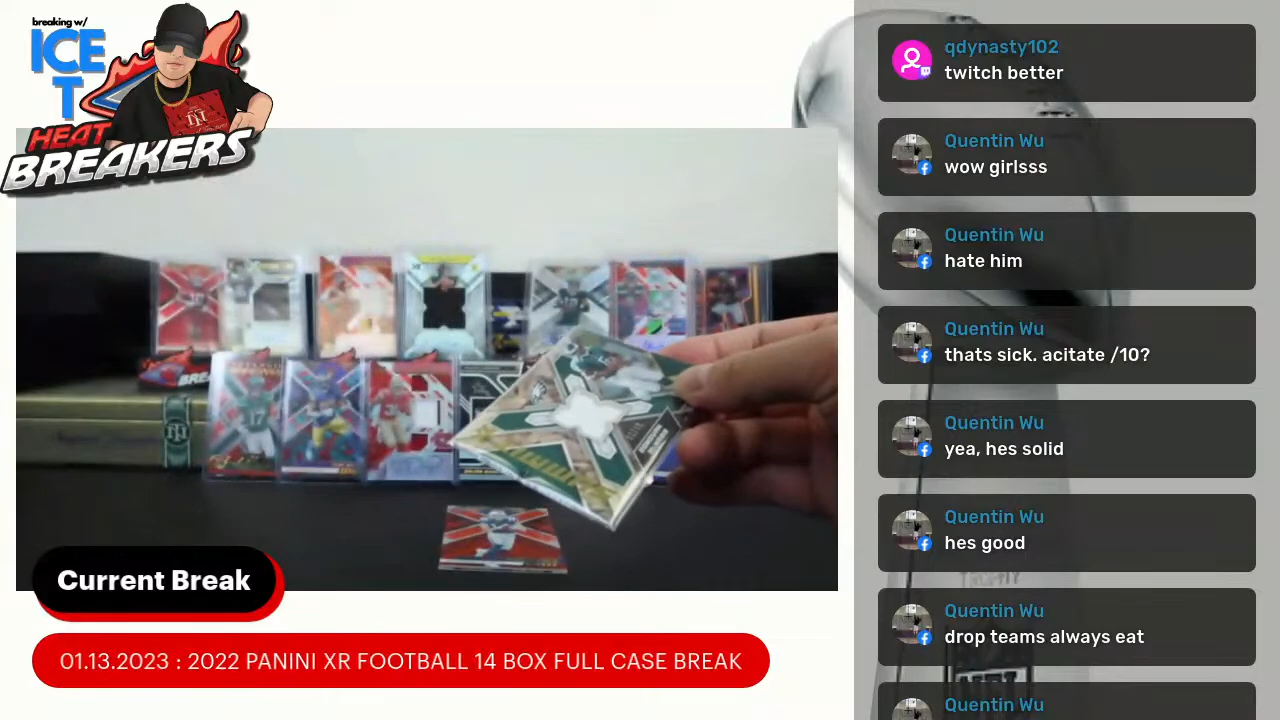 breaking w/
ICE
T
HEAT
BREAKERS
Current Break
01.13.2023 : 2022 PANINI XR FOOTBALL 14 BOX FULL CASE BREAK
qdynasty102
twitch better
Quentin Wu
wow girlsss
Quentin Wu
hate him
Quentin Wu
thats sick. acitate /10?
Quentin Wu
yea, hes solid
Quentin Wu
hes good
Quentin Wu
drop teams always eat
Quentin Wu
TROPHY
NFL